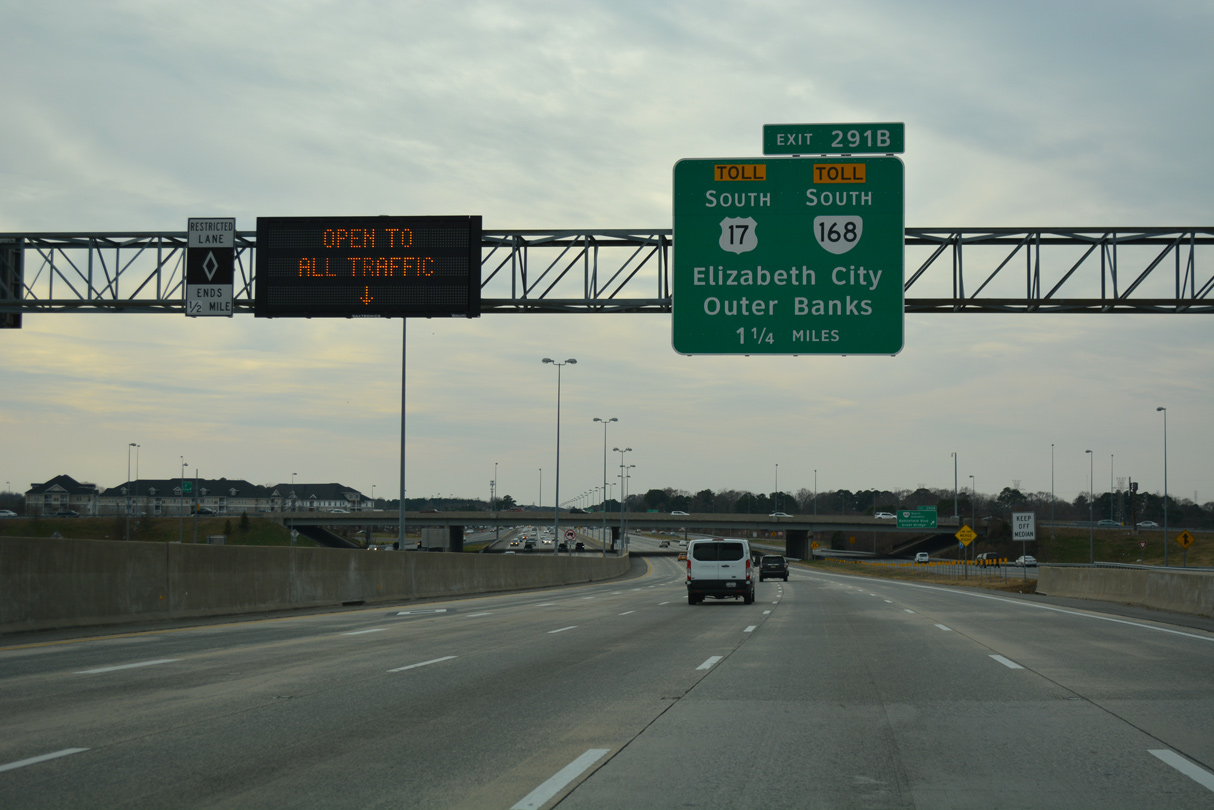 RESTRICTED
LANE
ENDS
1/2 MILE
OPEN TO
ALL TRAFFIC
↓
EXIT 291B
TOLL TOLL
SOUTH SOUTH
17 168
Elizabeth City
Outer Banks
1 1/4 MILES
KEEP
OFF
MEDIAN